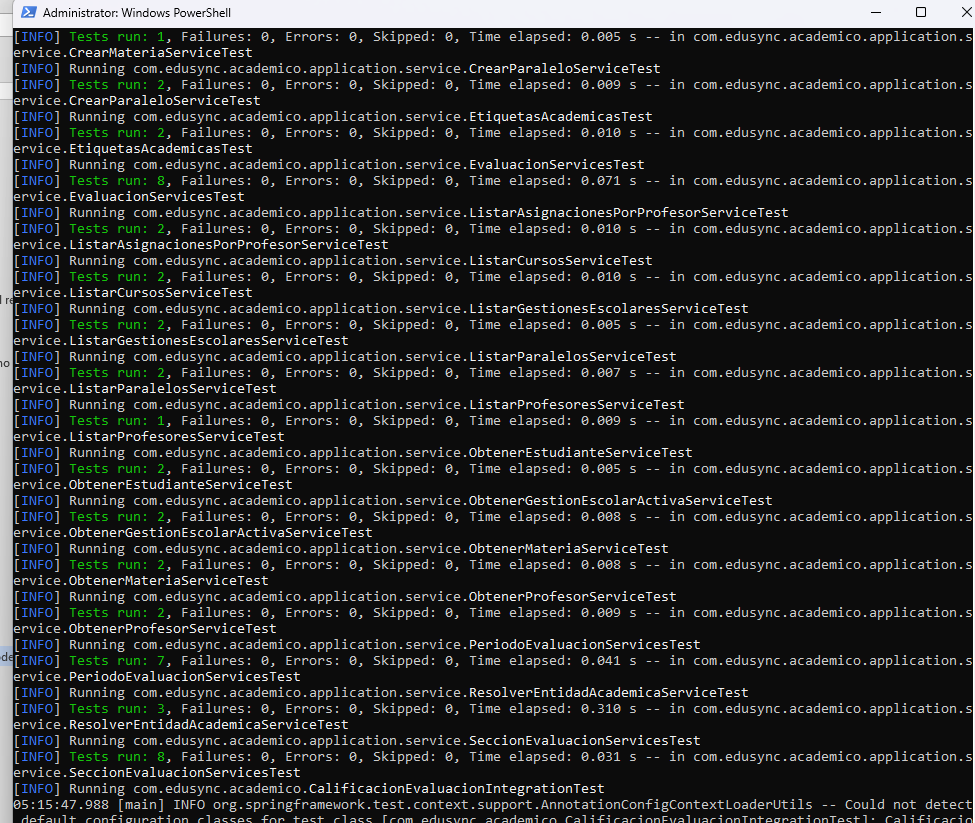 Administrator: Windows PowerShell
[INFO] Tests run: 1, Failures: 0, Errors: 0, Skipped: 0, Time elapsed: 0.005 s -- in com.edusync.academico.application.s
ervice.CrearMateriaServiceTest
[INFO] Running com.edusync.academico.application.service.CrearParaleloServiceTest
[INFO] Tests run: 2, Failures: 0, Errors: 0, Skipped: 0, Time elapsed: 0.009 s -- in com.edusync.academico.application.s
ervice.CrearParaleloServiceTest
[INFO] Running com.edusync.academico.application.service.EtiquetasAcademicasTest
[INFO] Tests run: 2, Failures: 0, Errors: 0, Skipped: 0, Time elapsed: 0.010 s -- in com.edusync.academico.application.s
ervice.EtiquetasAcademicasTest
[INFO] Running com.edusync.academico.application.service.EvaluacionServicesTest
[INFO] Tests run: 8, Failures: 0, Errors: 0, Skipped: 0, Time elapsed: 0.071 s -- in com.edusync.academico.application.s
ervice.EvaluacionServicesTest
[INFO] Running com.edusync.academico.application.service.ListarAsignacionesPorProfesorServiceTest
[INFO] Tests run: 2, Failures: 0, Errors: 0, Skipped: 0, Time elapsed: 0.010 s -- in com.edusync.academico.application.s
ervice.ListarAsignacionesPorProfesorServiceTest
[INFO] Running com.edusync.academico.application.service.ListarCursosServiceTest
[INFO] Tests run: 2, Failures: 0, Errors: 0, Skipped: 0, Time elapsed: 0.010 s -- in com.edusync.academico.application.s
ervice.ListarCursosServiceTest
[INFO] Running com.edusync.academico.application.service.ListarGestionesEscolaresServiceTest
[INFO] Tests run: 2, Failures: 0, Errors: 0, Skipped: 0, Time elapsed: 0.005 s -- in com.edusync.academico.application.s
ervice.ListarGestionesEscolaresServiceTest
[INFO] Running com.edusync.academico.application.service.ListarParalelosServiceTest
[INFO] Tests run: 2, Failures: 0, Errors: 0, Skipped: 0, Time elapsed: 0.007 s -- in com.edusync.academico.application.s
ervice.ListarParalelosServiceTest
[INFO] Running com.edusync.academico.application.service.ListarProfesoresServiceTest
[INFO] Tests run: 1, Failures: 0, Errors: 0, Skipped: 0, Time elapsed: 0.009 s -- in com.edusync.academico.application.s
ervice.ListarProfesoresServiceTest
[INFO] Running com.edusync.academico.application.service.ObtenerEstudianteServiceTest
[INFO] Tests run: 2, Failures: 0, Errors: 0, Skipped: 0, Time elapsed: 0.005 s -- in com.edusync.academico.application.s
ervice.ObtenerEstudianteServiceTest
[INFO] Running com.edusync.academico.application.service.ObtenerGestionEscolarActivaServiceTest
[INFO] Tests run: 2, Failures: 0, Errors: 0, Skipped: 0, Time elapsed: 0.008 s -- in com.edusync.academico.application.s
ervice.ObtenerGestionEscolarActivaServiceTest
[INFO] Running com.edusync.academico.application.service.ObtenerMateriaServiceTest
[INFO] Tests run: 2, Failures: 0, Errors: 0, Skipped: 0, Time elapsed: 0.008 s -- in com.edusync.academico.application.s
ervice.ObtenerMateriaServiceTest
[INFO] Running com.edusync.academico.application.service.ObtenerProfesorServiceTest
[INFO] Tests run: 2, Failures: 0, Errors: 0, Skipped: 0, Time elapsed: 0.009 s -- in com.edusync.academico.application.s
ervice.ObtenerProfesorServiceTest
[INFO] Running com.edusync.academico.application.service.PeriodoEvaluacionServicesTest
[INFO] Tests run: 7, Failures: 0, Errors: 0, Skipped: 0, Time elapsed: 0.041 s -- in com.edusync.academico.application.s
ervice.PeriodoEvaluacionServicesTest
[INFO] Running com.edusync.academico.application.service.ResolverEntidadAcademicaServiceTest
[INFO] Tests run: 3, Failures: 0, Errors: 0, Skipped: 0, Time elapsed: 0.310 s -- in com.edusync.academico.application.s
ervice.ResolverEntidadAcademicaServiceTest
[INFO] Running com.edusync.academico.application.service.SeccionEvaluacionServicesTest
[INFO] Tests run: 8, Failures: 0, Errors: 0, Skipped: 0, Time elapsed: 0.031 s -- in com.edusync.academico.application.s
ervice.SeccionEvaluacionServicesTest
[INFO] Running com.edusync.academico.CalificacionEvaluacionIntegrationTest
05:15:47.988 [main] INFO org.springframework.test.context.support.AnnotationConfigContextLoaderUtils -- Could not detect
default configuration classes for test class [com.edusync.academico.CalificacionEvaluacionIntegrationTest]: Calificacio